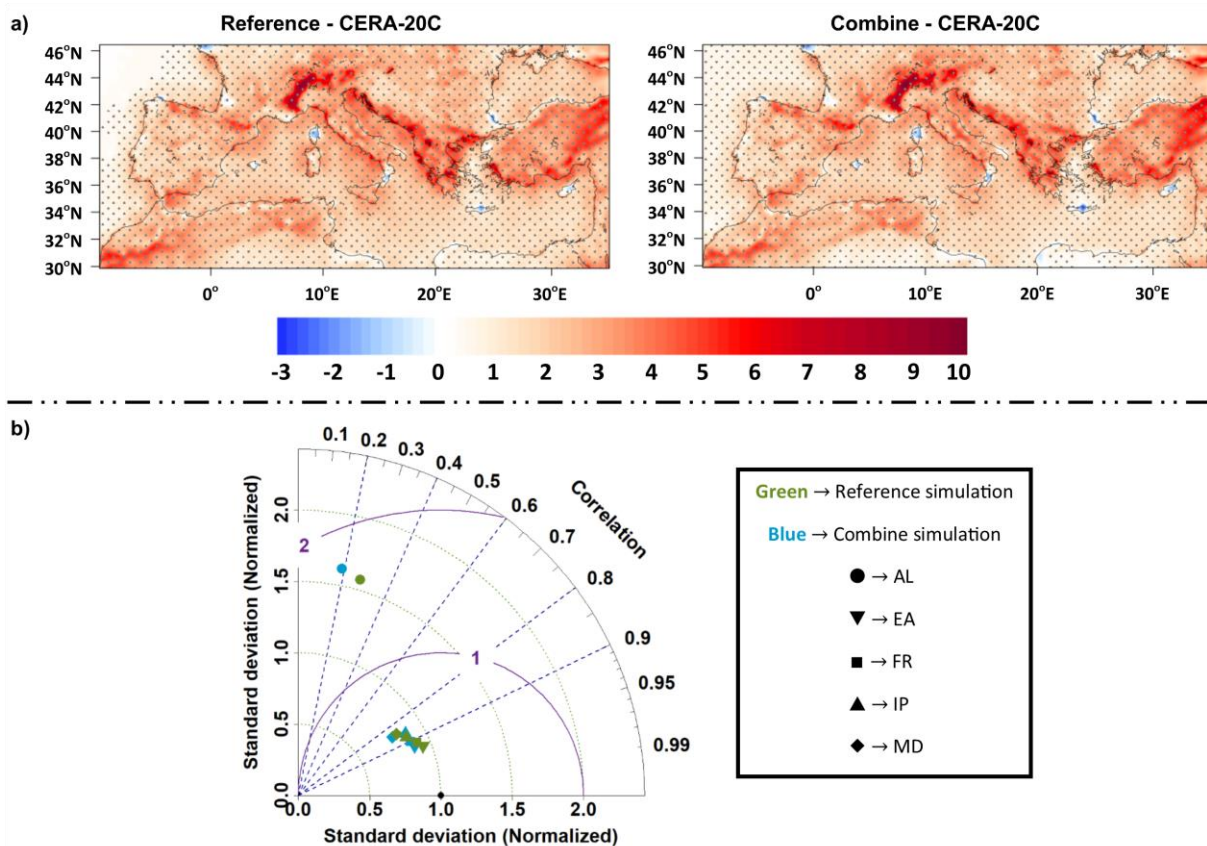 a)
Reference - CERA-20C
Combine - CERA-20C
46°N
44°N
42°N
40°N
38°N
36°N
34°N
32°N
30°N
0°
10°E
20°E
30°E
46°N
44°N
42°N
40°N
38°N
36°N
34°N
32°N
30°N
0°
10°E
20°E
30°E
-3 -2 -1 0 1 2 3 4 5 6 7 8 9 10
b)
0.1
0.2
0.3
0.4
0.5
0.6
0.7
0.8
0.9
0.95
0.99
Correlation
2
1
Standard deviation (Normalized)
2.0
1.5
1.0
0.5
0.0
0.0 0.5 1.0 1.5 2.0
Standard deviation (Normalized)
Green → Reference simulation
Blue → Combine simulation
→ AL
→ EA
→ FR
→ IP
→ MD